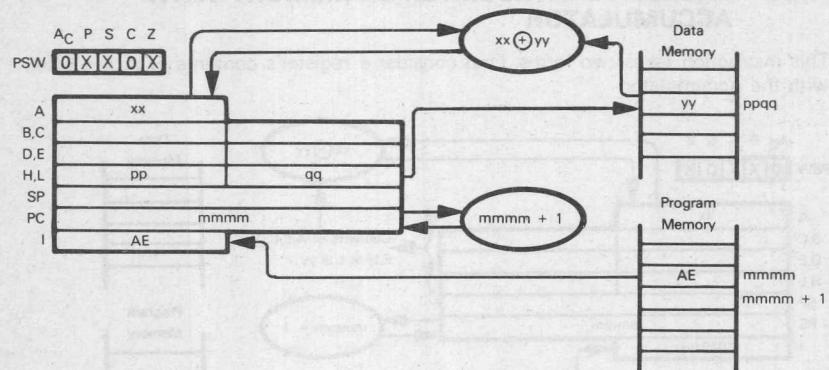 ACCUMULATOR
AC P S C Z
PSW 0 X X 0 X
xx ⊕ yy
Data
Memory
A xx
yy ppqq
B,C
D,E
H,L pp qq
SP
PC mmmm
mmmm + 1
I AE
Program
Memory
AE mmmm
mmmm + 1